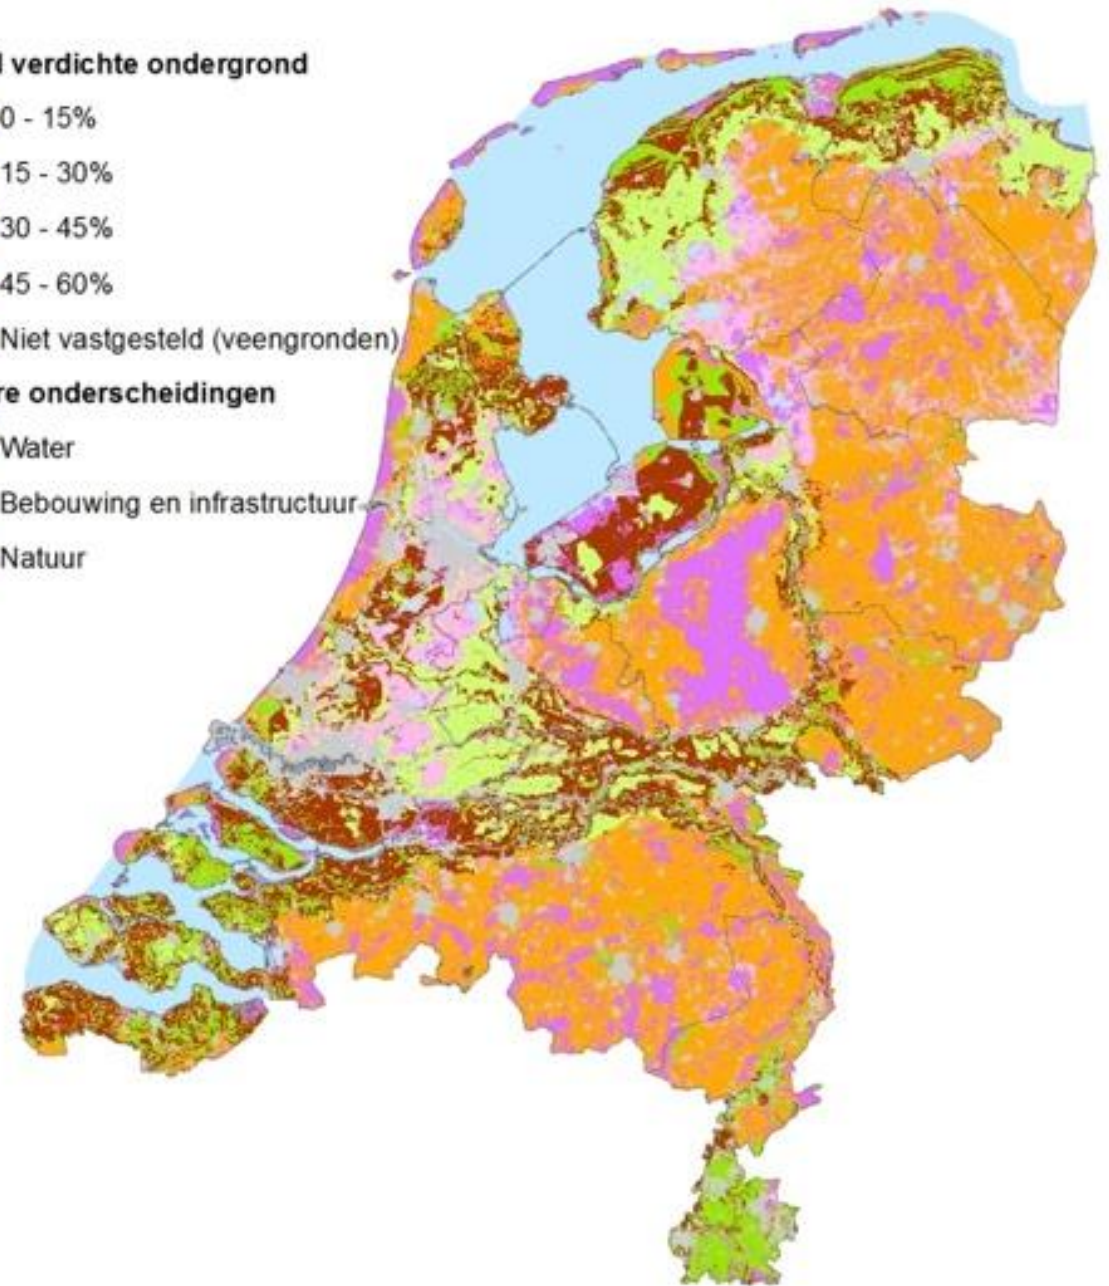 verdichte ondergrond
0 - 15%
15 - 30%
30 - 45%
45 - 60%
Niet vastgesteld (veengronden)
re onderscheidingen
Water
Bebouwing en infrastructuur
Natuur